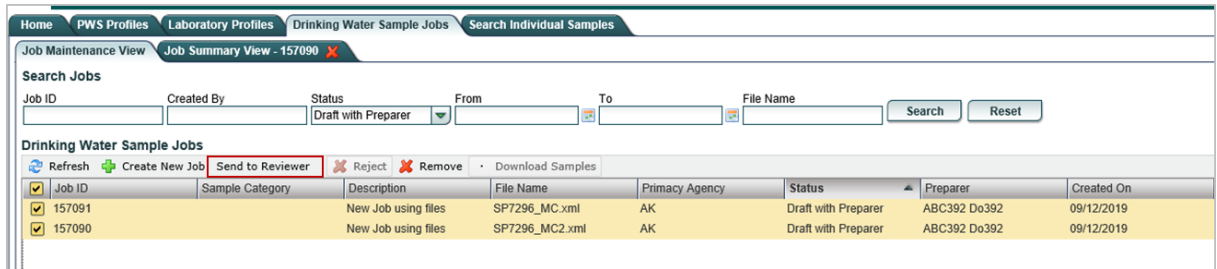 Home PWS Profiles Laboratory Profiles Drinking Water Sample Jobs Search Individual Samples
Job Maintenance View Job Summary View - 157090
Search Jobs
Job ID Created By Status From To File Name
Draft with Preparer Search Reset
Drinking Water Sample Jobs
Refresh Create New Job Send to Reviewer Reject Remove Download Samples
Job ID Sample Category Description File Name Primacy Agency Status Preparer Created On
157091 New Job using files SP7296_MC.xml AK Draft with Preparer ABC392 Do392 09/12/2019
157090 New Job using files SP7296_MC2.xml AK Draft with Preparer ABC392 Do392 09/12/2019